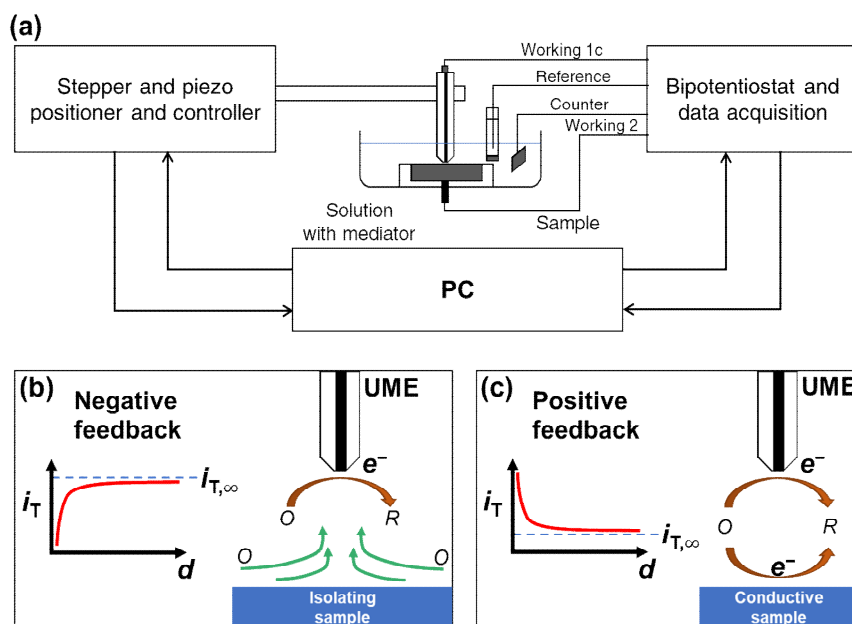 (a)
Stepper and piezo
positioner and controller
Working 1c
Reference
Counter
Working 2
Bipotentiostat and
data acquisition
Solution
with mediator
Sample
PC
(b)
Negative
feedback
UME
e−
iT,∞
iT
d
O
R
O
O
Isolating
sample
(c)
Positive
feedback
UME
e−
iT
iT,∞
d
O
R
e−
Conductive
sample